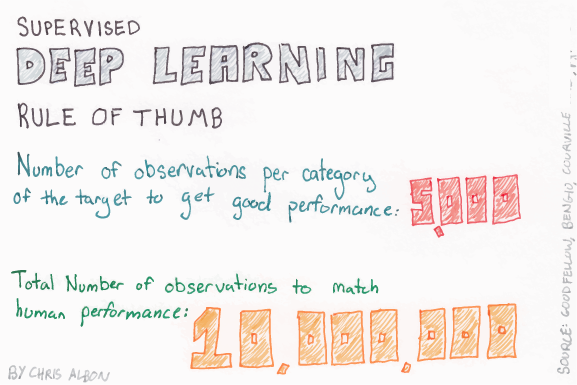 SUPERVISED
DEEP LEARNING
RULE OF THUMB
Number of observations per category
of the target to get good performance:
5,000
Total Number of observations to match
human performance:
10,000,000
BY CHRIS ALBON
SOURCE: GOODFELLOW, BENGIO, COURVILLE